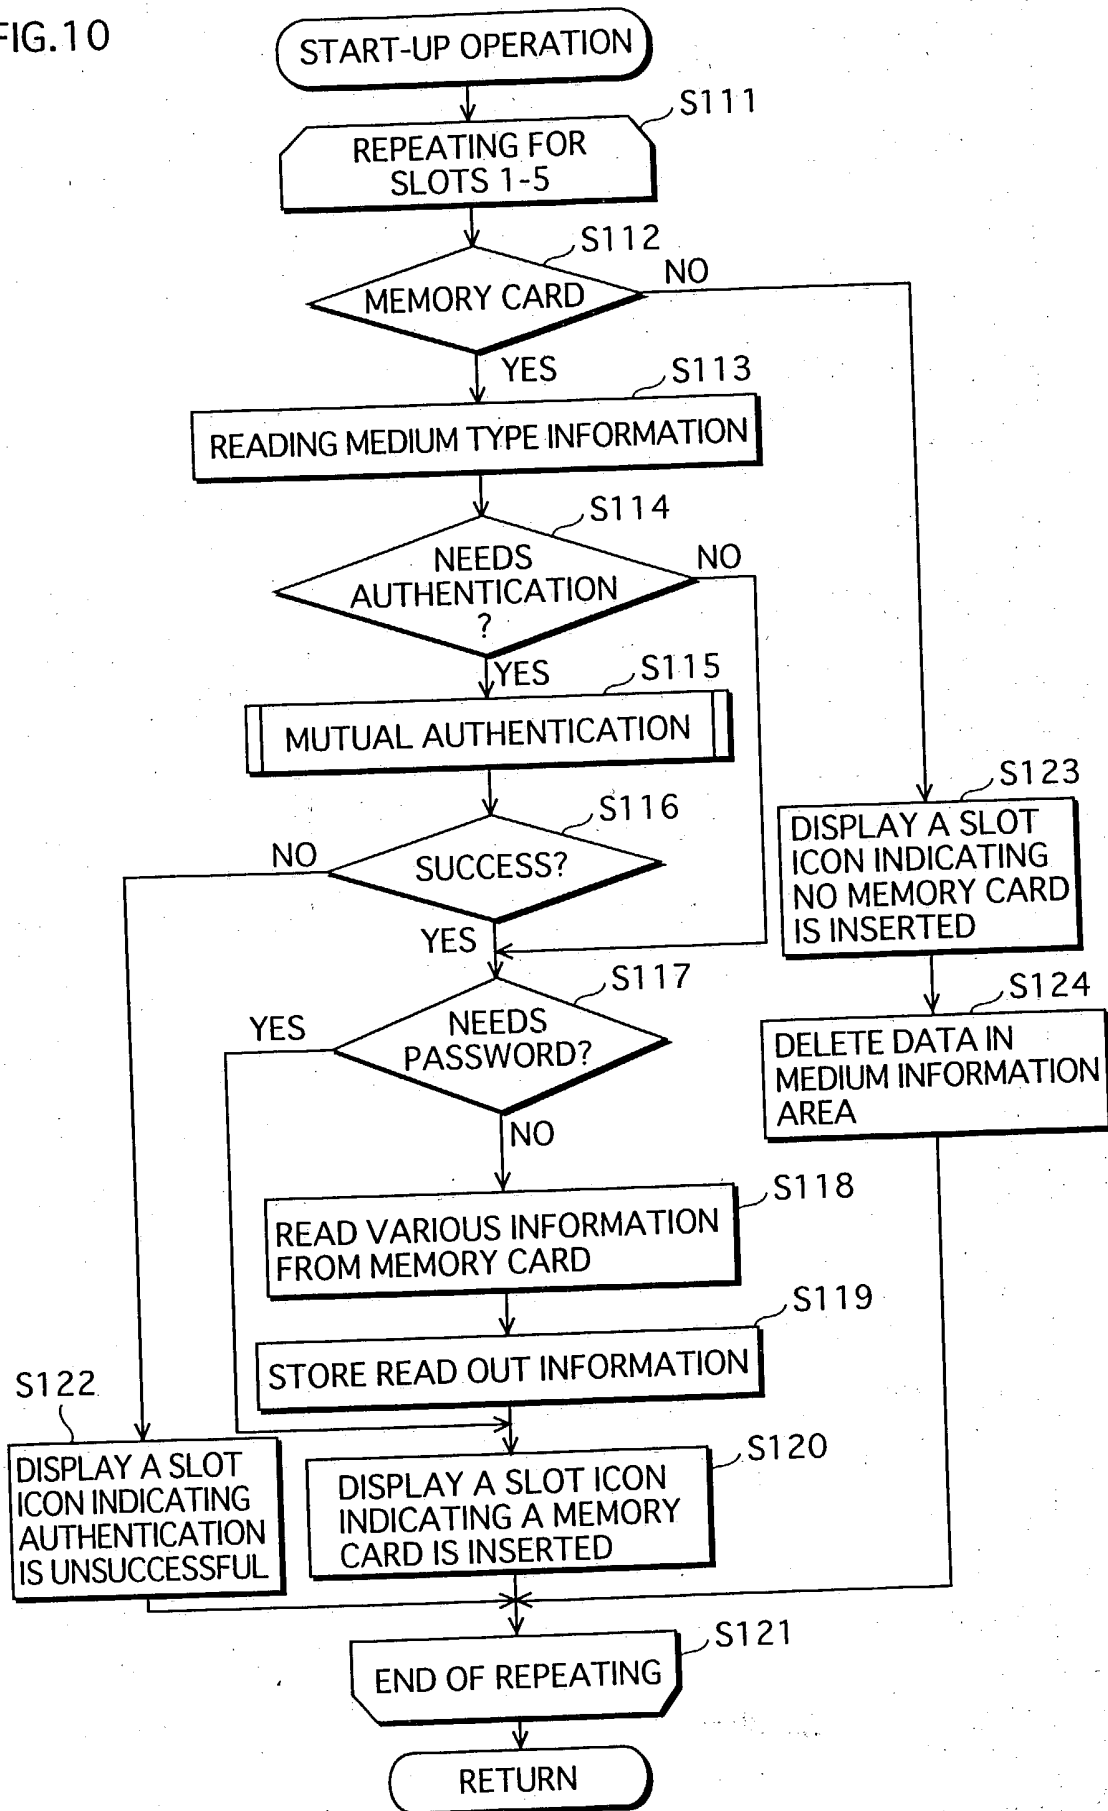 FIG.10
START-UP OPERATION
S111
REPEATING FOR
SLOTS 1-5
S112
MEMORY CARD
NO
YES
S113
READING MEDIUM TYPE INFORMATION
S114
NEEDS
AUTHENTICATION
?
NO
YES
S115
MUTUAL AUTHENTICATION
S116
SUCCESS?
NO
YES
S123
DISPLAY A SLOT
ICON INDICATING
NO MEMORY CARD
IS INSERTED
S117
NEEDS
PASSWORD?
YES
NO
S124
DELETE DATA IN
MEDIUM INFORMATION
AREA
S118
READ VARIOUS INFORMATION
FROM MEMORY CARD
S119
STORE READ OUT INFORMATION
S122
DISPLAY A SLOT
ICON INDICATING
AUTHENTICATION
IS UNSUCCESSFUL
S120
DISPLAY A SLOT ICON
INDICATING A MEMORY
CARD IS INSERTED
S121
END OF REPEATING
RETURN